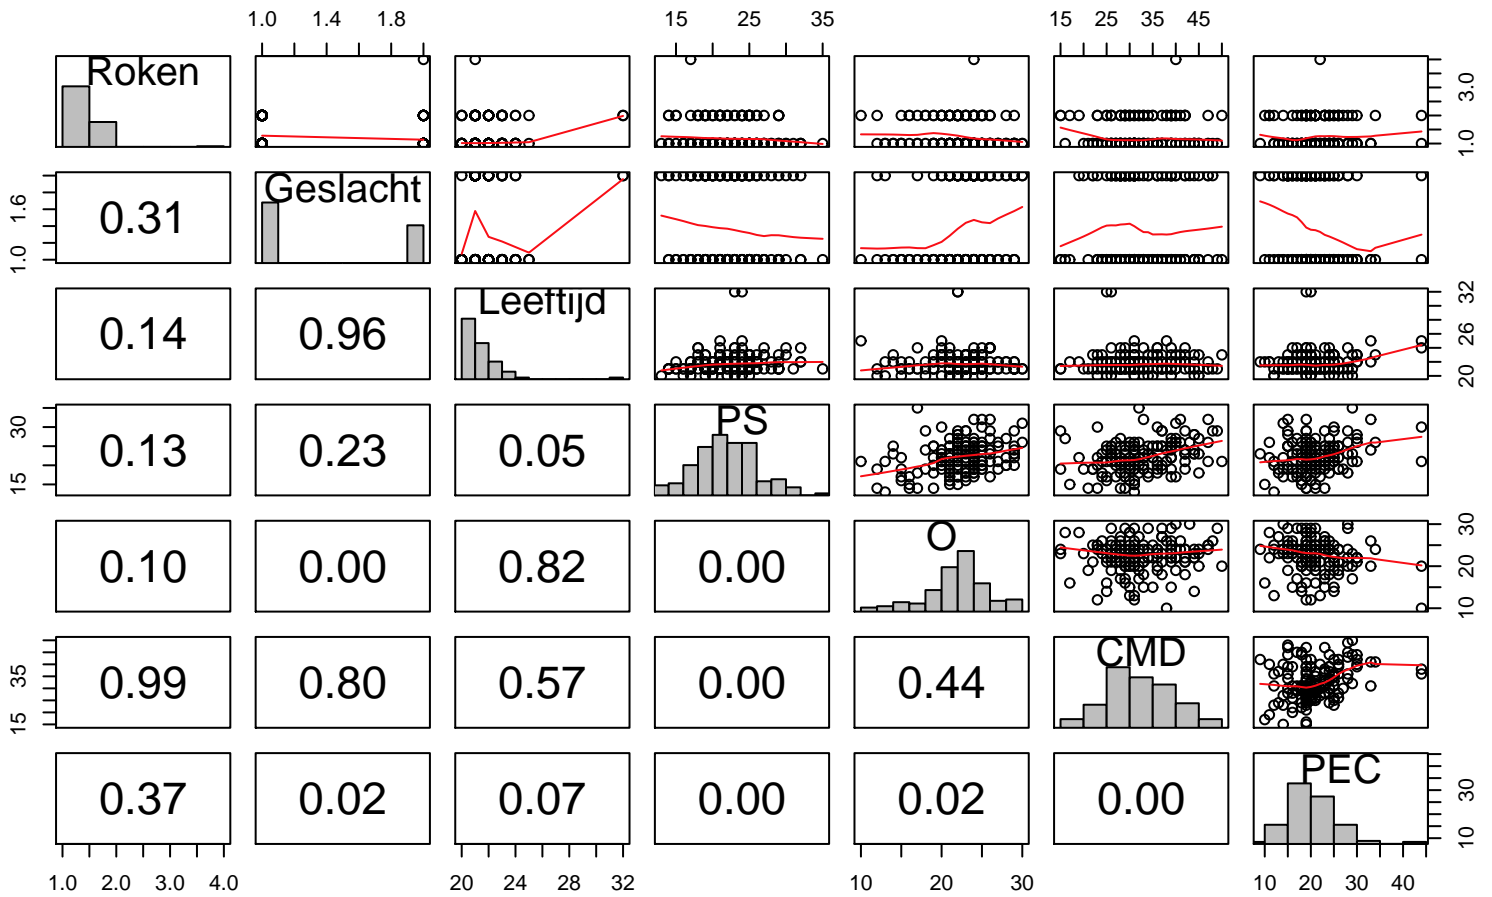 1.0 1.4 1.8 15 25 35 15 25 35 45
Roken
1.0 3.0
1.0 1.6
0.31
Geslacht
0.14 0.96
Leeftijd
20 26 32
15 30
0.13 0.23 0.05
PS
0.10 0.00 0.82 0.00
O
10 20 30
15 35
0.99 0.80 0.57 0.00 0.44
CMD
0.37 0.02 0.07 0.00 0.02 0.00
PEC
10 30
1.0 2.0 3.0 4.0 20 24 28 32 10 20 30 10 20 30 40